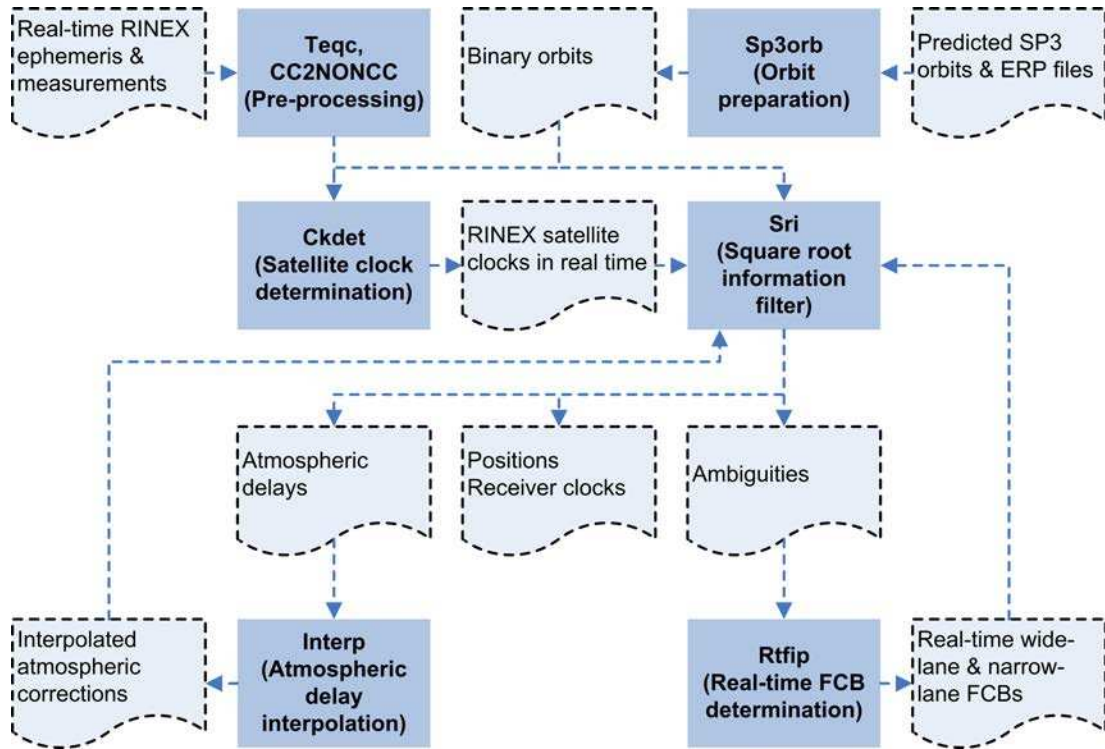 Real-time RINEX
ephemeris &
measurements
Teqc,
CC2NONCC
(Pre-processing)
Binary orbits
Sp3orb
(Orbit
preparation)
Predicted SP3
orbits & ERP files
Ckdet
(Satellite clock
determination)
RINEX satellite
clocks in real time
Sri
(Square root
information
filter)
Atmospheric
delays
Positions
Receiver clocks
Ambiguities
Interpolated
atmospheric
corrections
Interp
(Atmospheric
delay
interpolation)
Rtfip
(Real-time FCB
determination)
Real-time wide-
lane & narrow-
lane FCBs